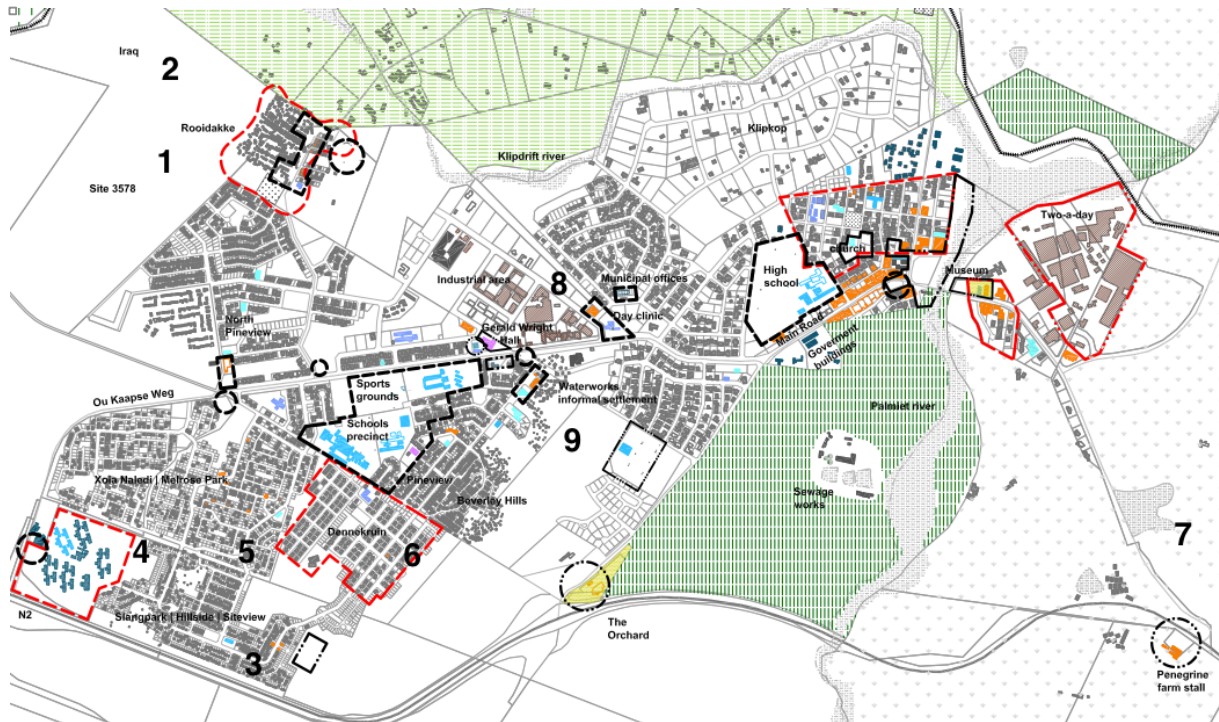 Iraq
2
Rooidakke
1
Site 3578
Klipdrift river
Klipkop
Two-a-day
church
High
school
Museum
Industrial area
8
Municipal offices
Day clinic
Gerald Wright
Hall
Main Road
Goverment
buildings
North
Pineview
Ou Kaapse Weg
Sports
grounds
Schools
precinct
Waterworks
informal settlement
Palmiet river
9
Xola Naledi | Melrose Park
Pineview
Beverley Hills
Sewage
works
Dennekruin
7
4
5
6
N2
Slangpark | Hillside | Siteview
3
The
Orchard
Penegrine
farm stall